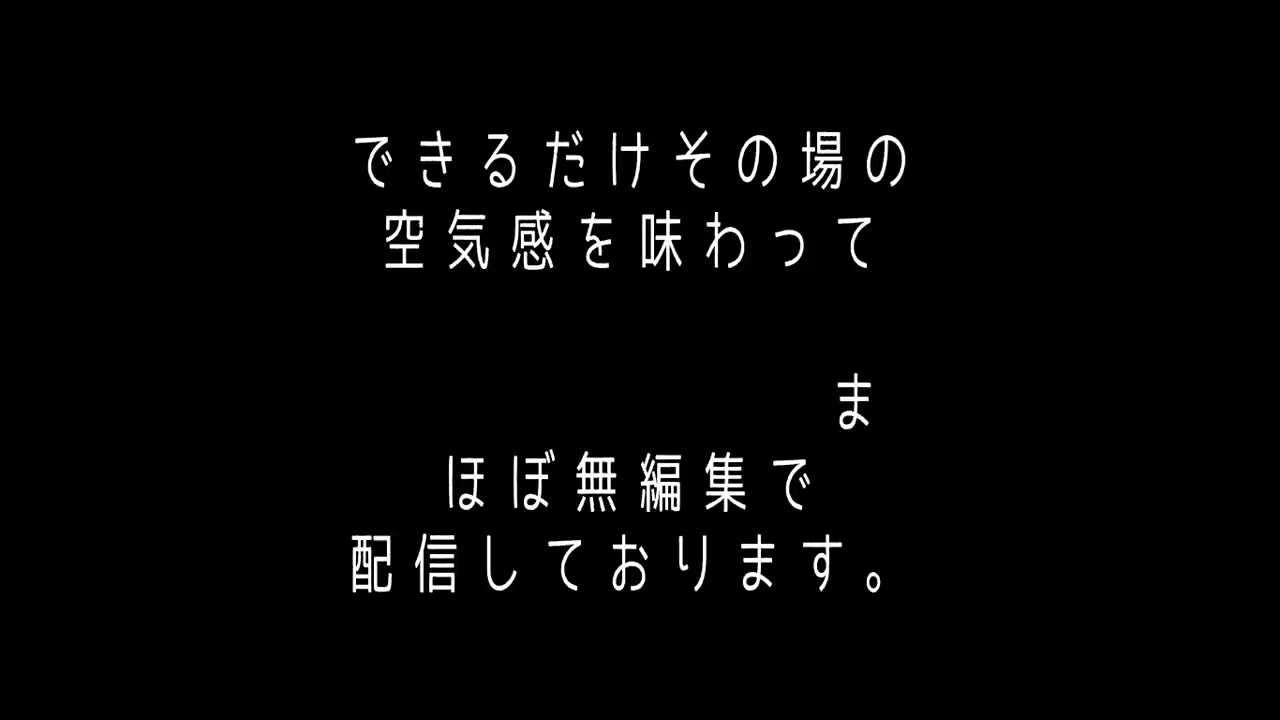 できるだけその場の
空気感を味わって
ま
ほぼ無編集で
配信しております。